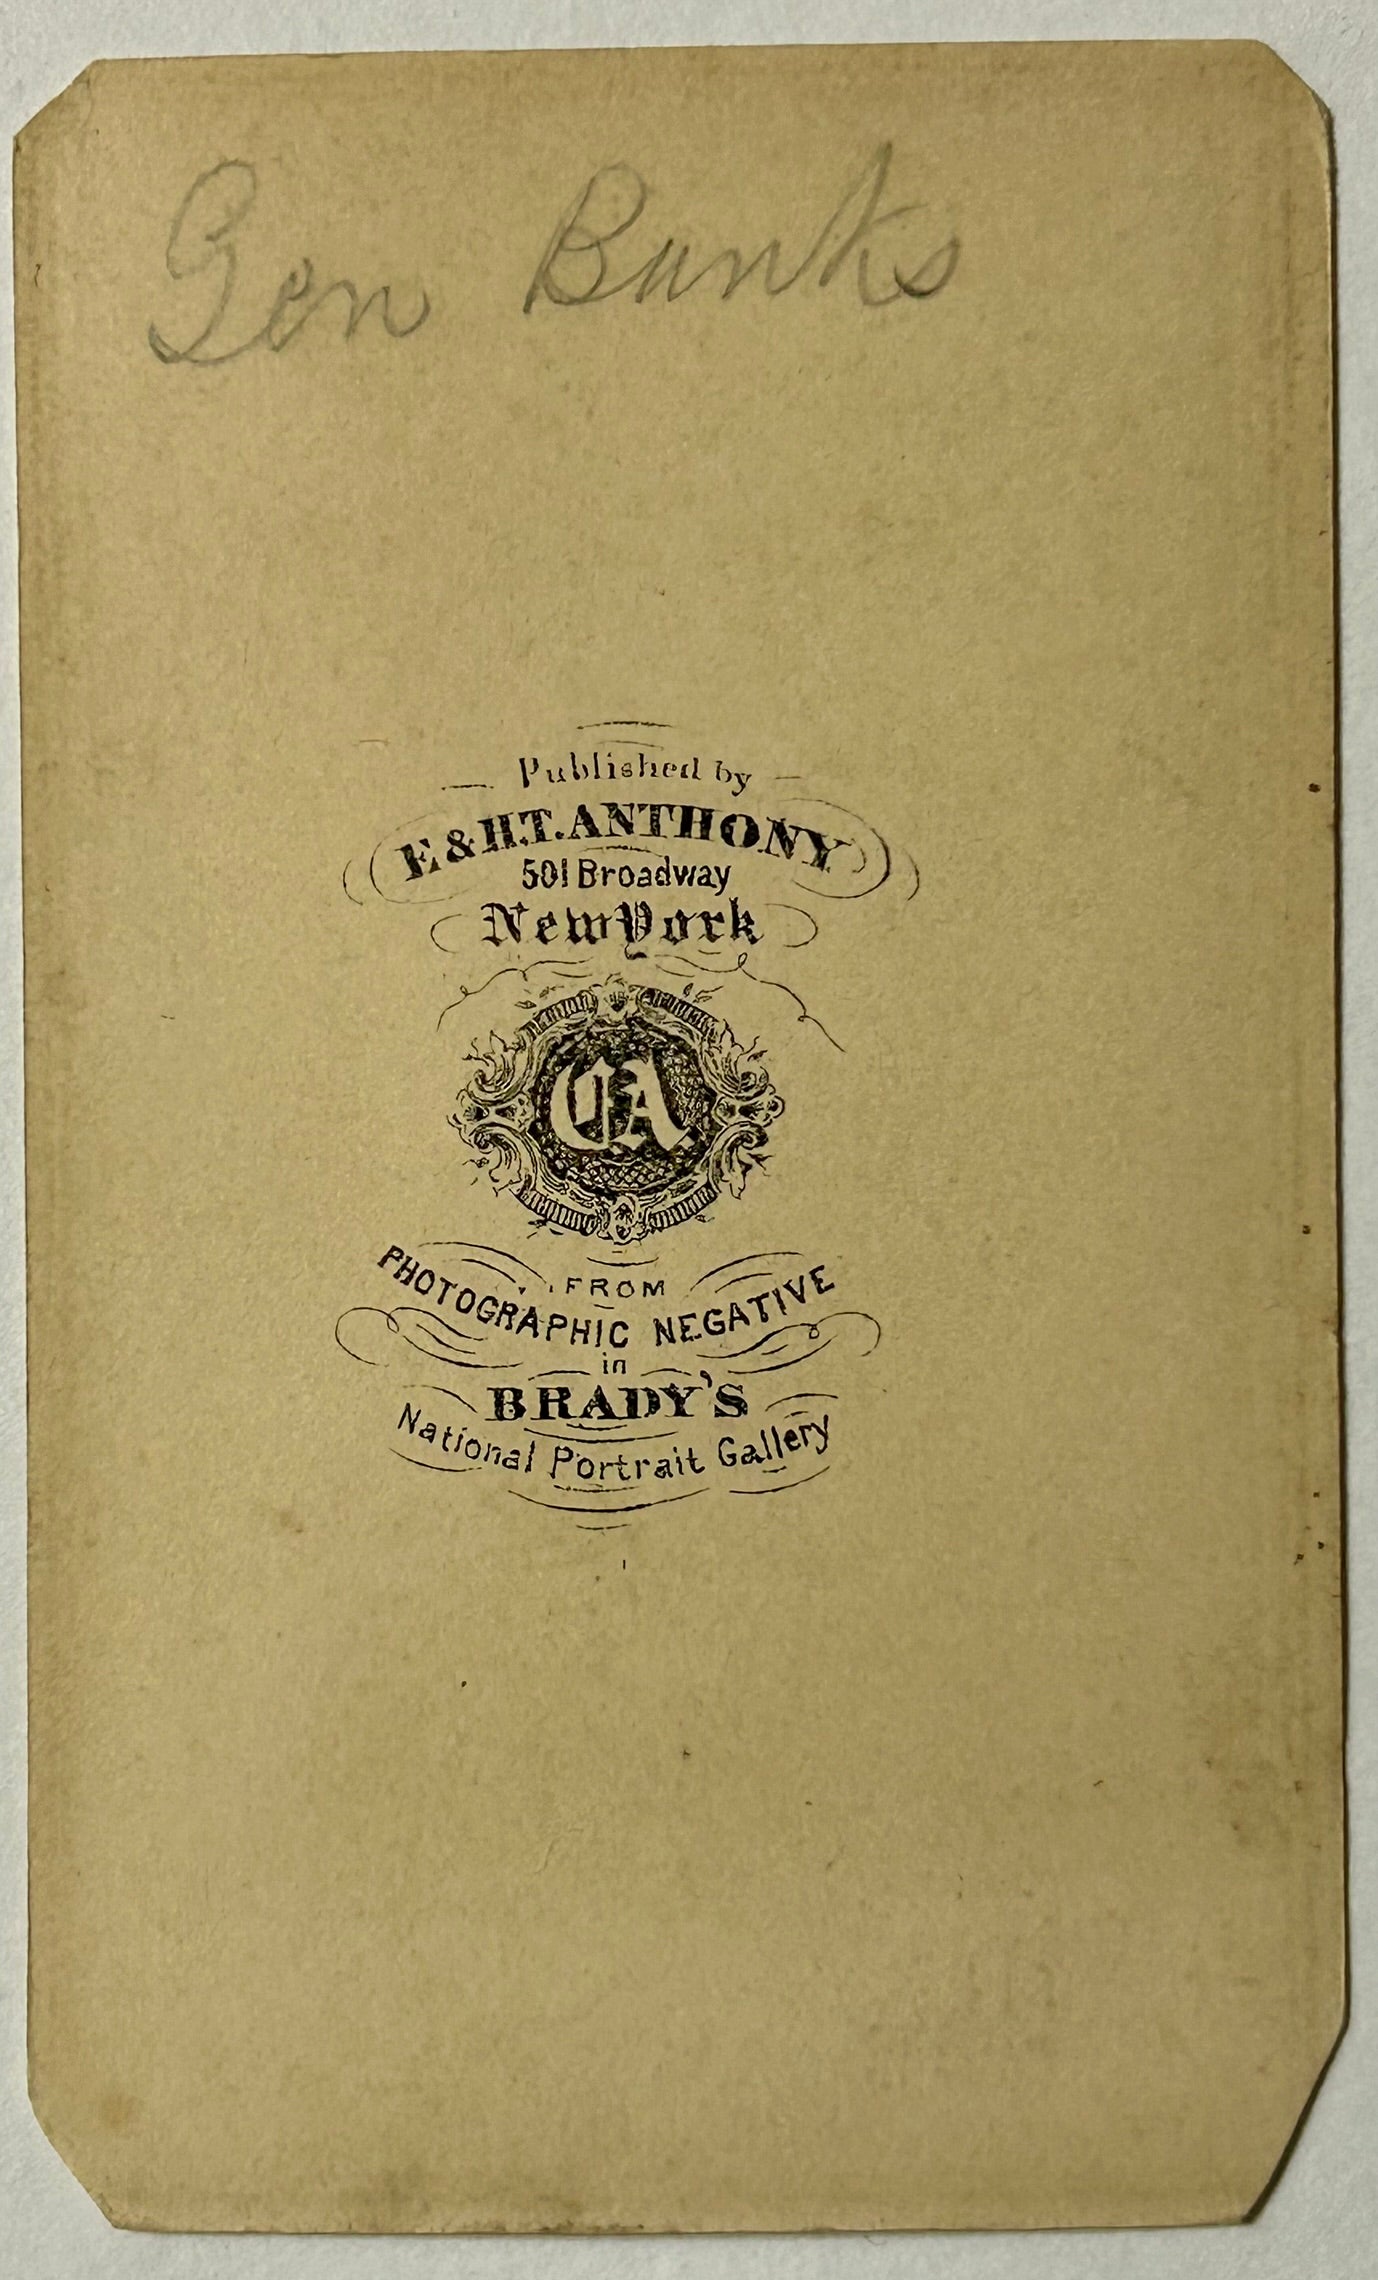 Gen Banks
Published by
E & H.T. ANTHONY
501 Broadway
New York
FROM
PHOTOGRAPHIC NEGATIVE
in
BRADY'S
National Portrait Gallery